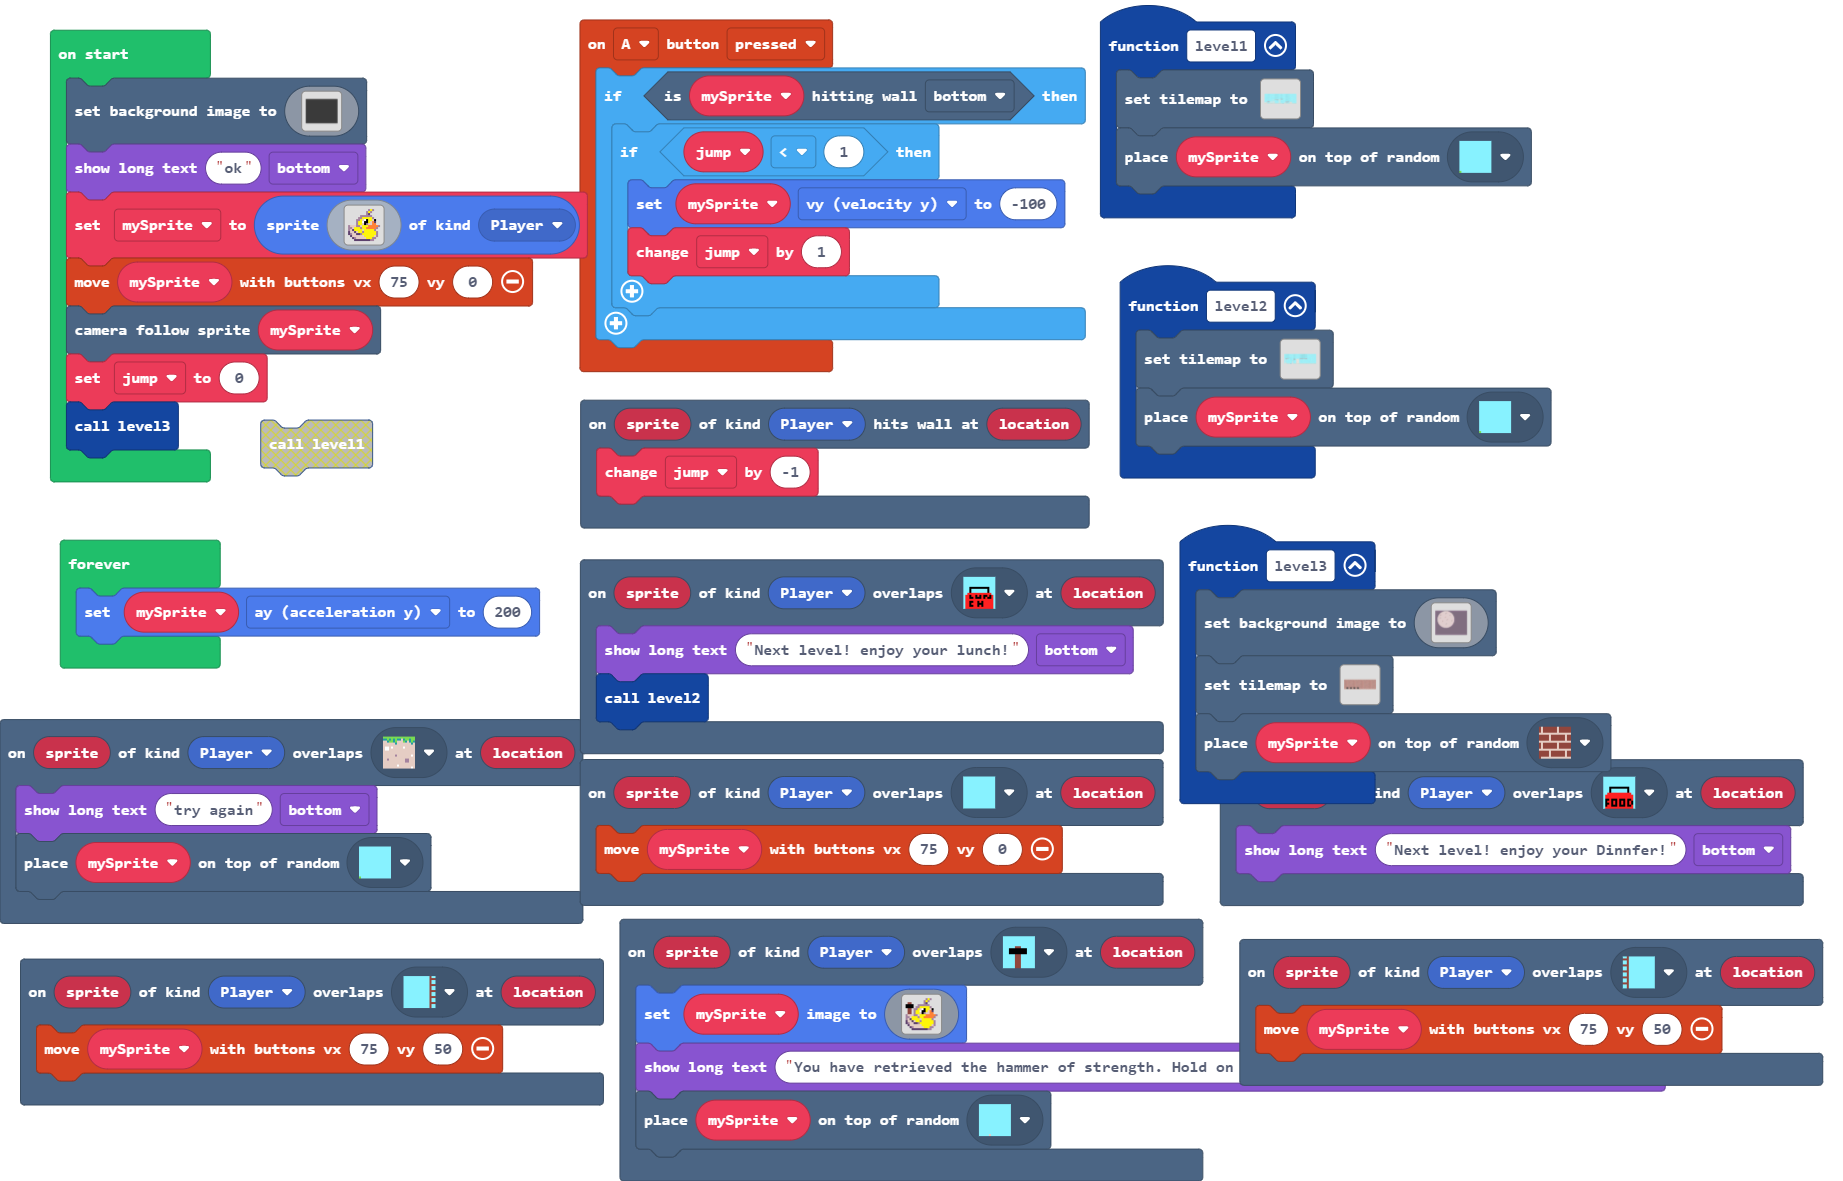 on start
set background image to
show long text "ok" bottom
set mySprite to sprite of kind Player
move mySprite with buttons vx 75 vy 0
camera follow sprite mySprite
set jump to 0
call level3
call level1
forever
set mySprite ay (acceleration y) to 200
on sprite of kind Player overlaps at location
show long text "try again" bottom
place mySprite on top of random
on sprite of kind Player overlaps at location
move mySprite with buttons vx 75 vy 50
on A button pressed
if is mySprite hitting wall bottom then
if jump < 1 then
set mySprite vy (velocity y) to -100
change jump by 1
on sprite of kind Player hits wall at location
change jump by -1
on sprite of kind Player overlaps at location
show long text "Next level! enjoy your lunch!" bottom
call level2
on sprite of kind Player overlaps at location
move mySprite with buttons vx 75 vy 0
on sprite of kind Player overlaps at location
set mySprite image to
show long text "You have retrieved the hammer of strength. Hold on
place mySprite on top of random
function level1
set tilemap to
place mySprite on top of random
function level2
set tilemap to
place mySprite on top of random
function level3
set background image to
set tilemap to
place mySprite on top of random
ind Player overlaps FOOD at location
show long text "Next level! enjoy your Dinnfer!" bottom
on sprite of kind Player overlaps at location
move mySprite with buttons vx 75 vy 50